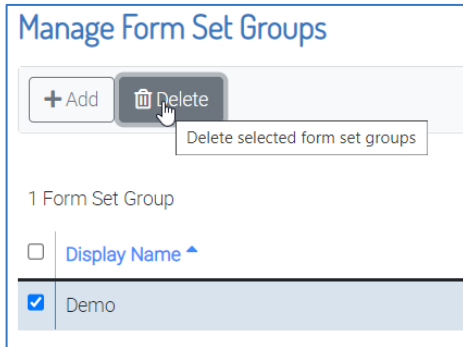 Manage Form Set Groups
Add Delete
Delete selected form set groups
1 Form Set Group
Display Name
Demo